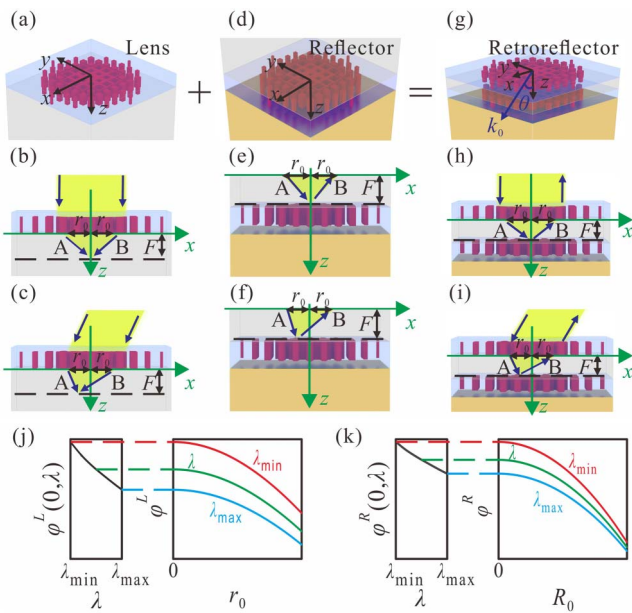 (a) Lens
y
x
z
+
(d) Reflector
y
x
z
=
(g) Retroreflector
y
x
z
θ
k₀
(b)
r₀ r₀
A B F
x
z
(e)
r₀ r₀
A B F
x
z
(h)
r₀ r₀
A B F
x
z
(c)
r₀ r₀
A B F
x
z
(f)
r₀ r₀
A B F
x
z
(i)
r₀ r₀
A B F
x
z
(j)
φᴸ(0,λ)
λmin λmax
λ
φᴸ
λmin
λ
λmax
0
r₀
(k)
φᴿ(0,λ)
λmin λmax
λ
φᴿ
λmin
λ
λmax
0
R₀